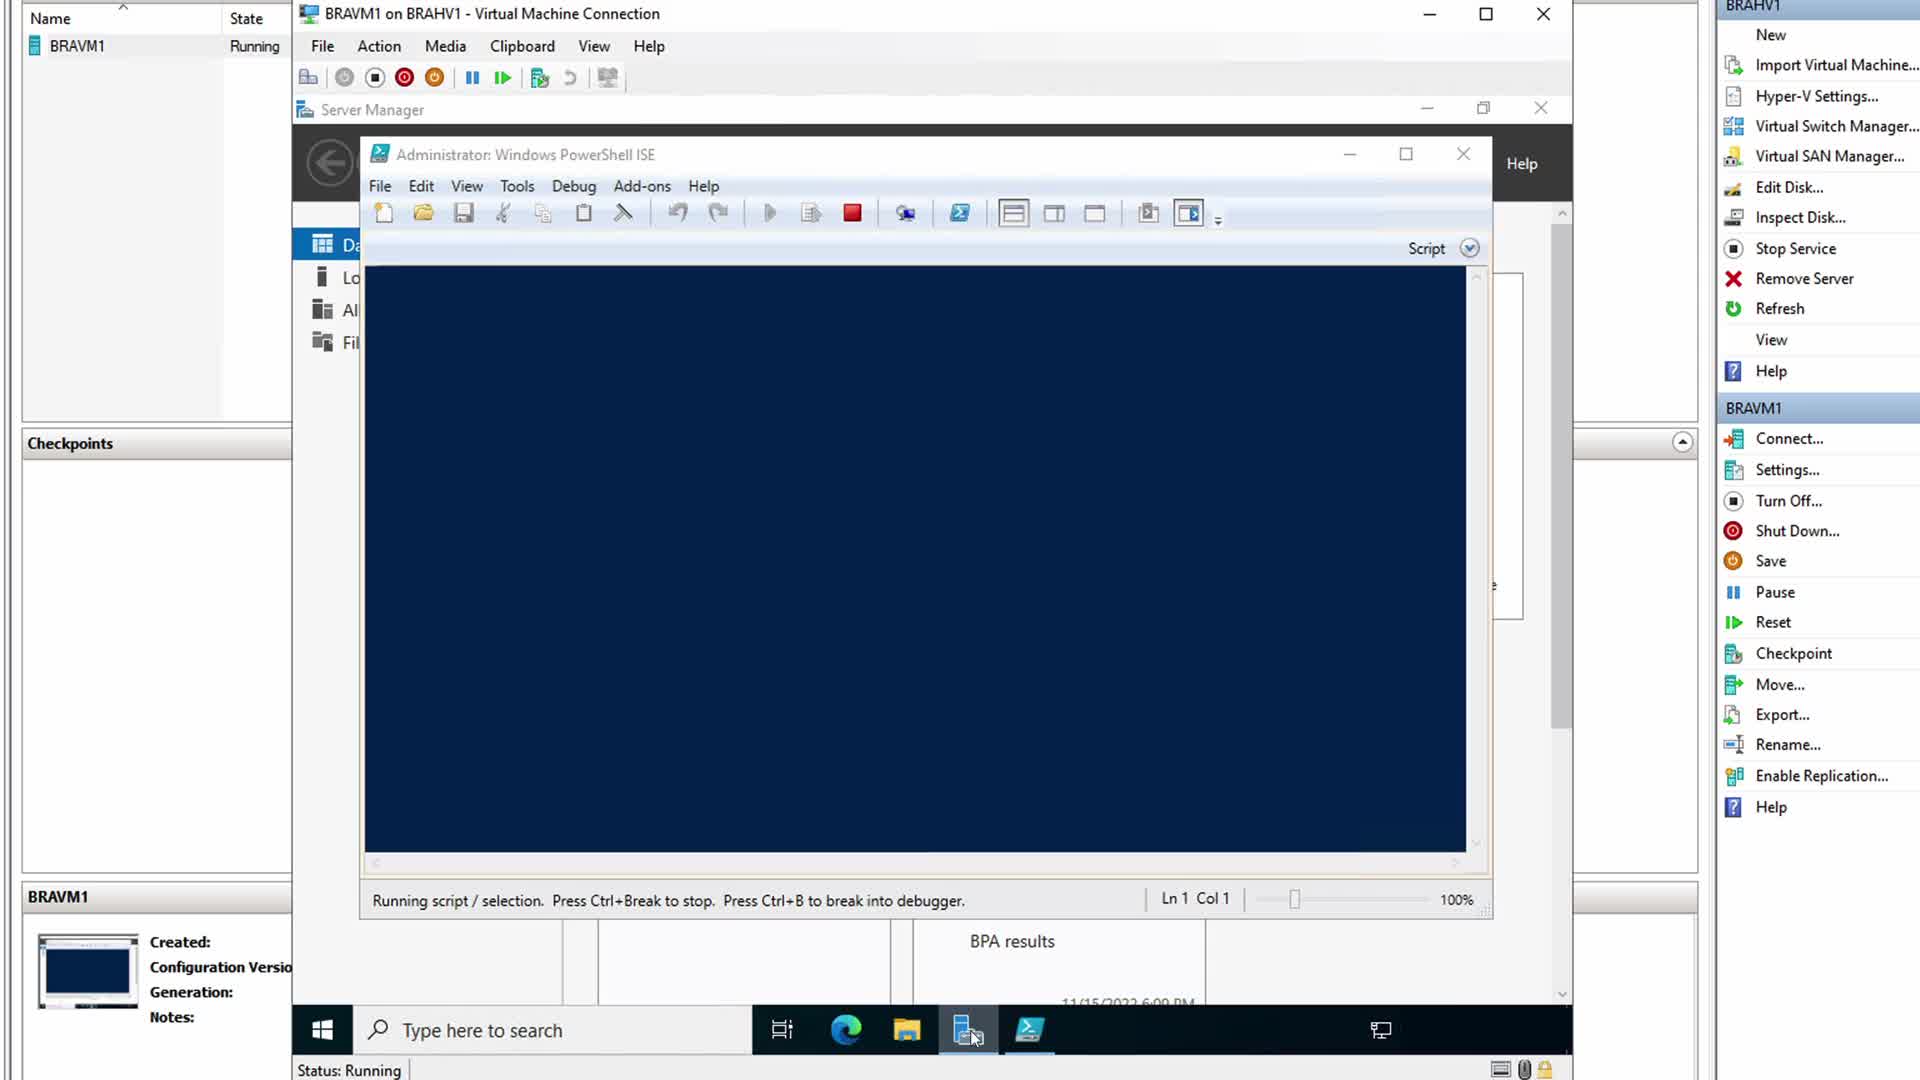 Name
State
BRAVM1
Running
Checkpoints
BRAVM1
Created:
Configuration Versio
Generation:
Notes:
BRAVM1 on BRAHV1 - Virtual Machine Connection
File Action Media Clipboard View Help
Server Manager
Help
Da
Lo
Al
Fil
Administrator: Windows PowerShell ISE
File Edit View Tools Debug Add-ons Help
Script
Running script / selection. Press Ctrl+Break to stop. Press Ctrl+B to break into debugger.
Ln 1 Col 1
100%
BPA results
11/15/2022 6:09 PM
Type here to search
Status: Running
BRAHV1
New
Import Virtual Machine...
Hyper-V Settings...
Virtual Switch Manager...
Virtual SAN Manager...
Edit Disk...
Inspect Disk...
Stop Service
Remove Server
Refresh
View
Help
BRAVM1
Connect...
Settings...
Turn Off...
Shut Down...
Save
Pause
Reset
Checkpoint
Move...
Export...
Rename...
Enable Replication...
Help